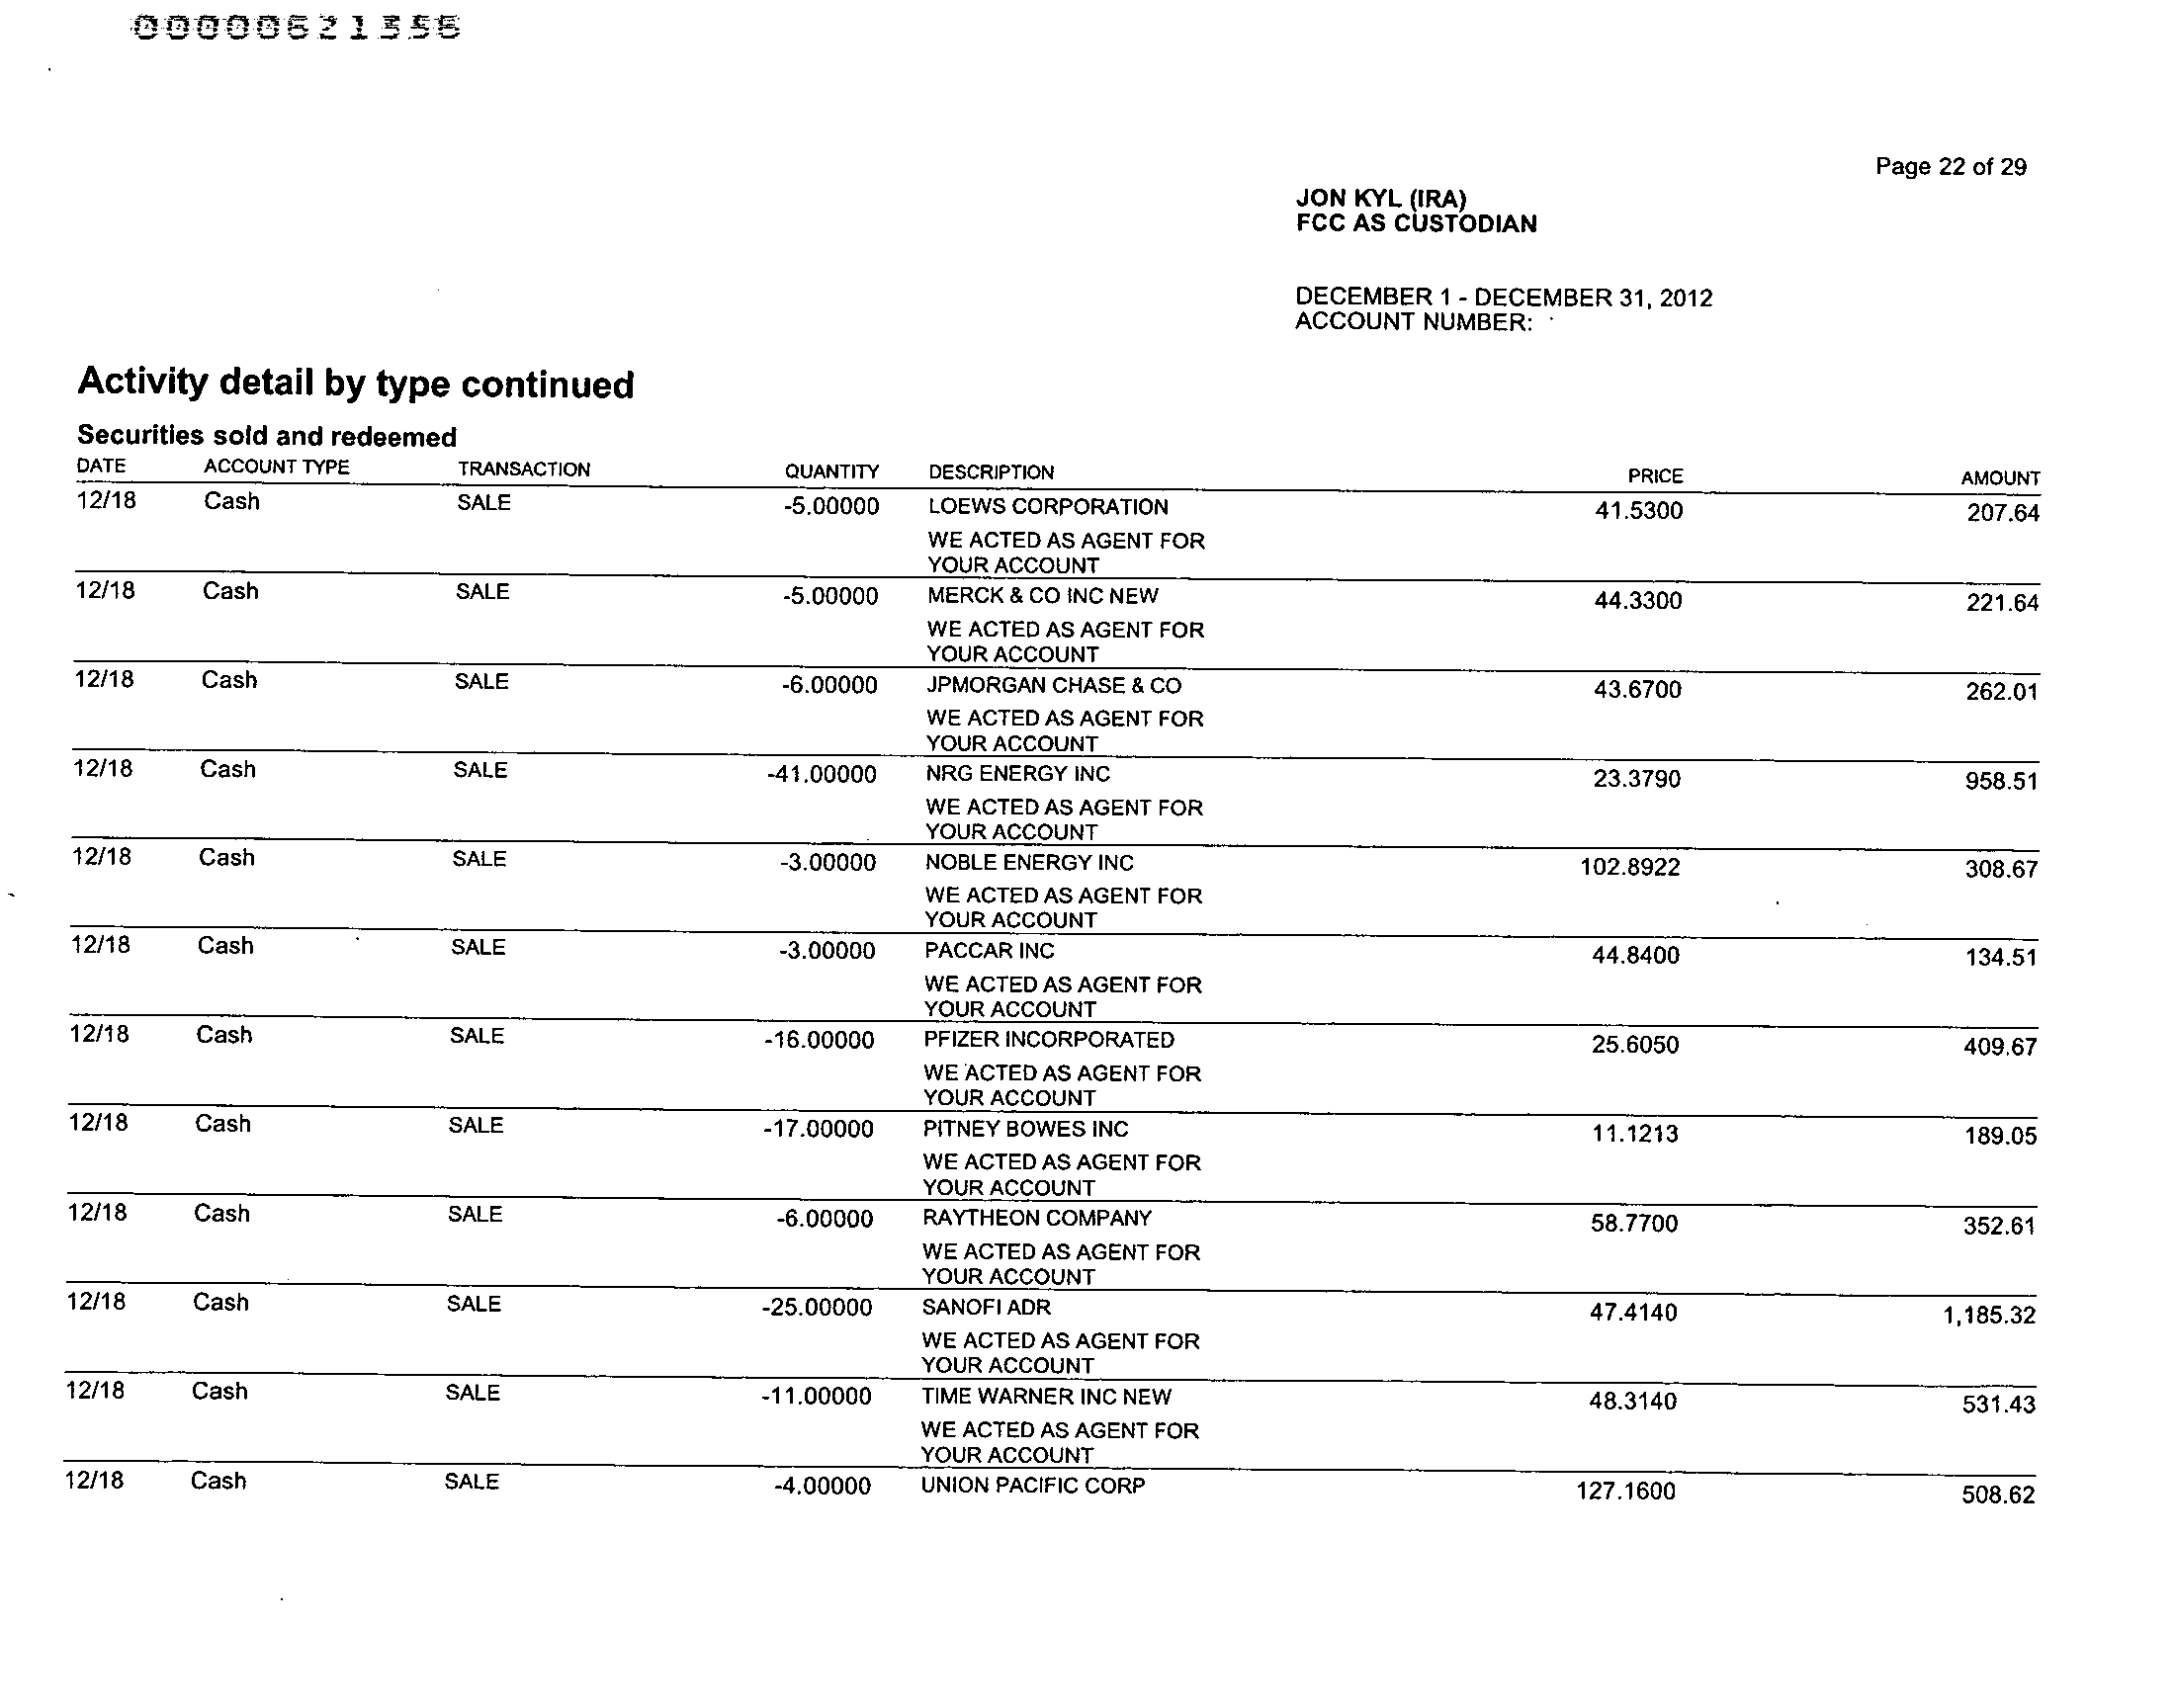 Page 22 of 29
JON KYL (IRA)
FCC AS CUSTODIAN
DECEMBER 1 - DECEMBER 31, 2012
ACCOUNT NUMBER:
Activity detail by type continued
Securities sold and redeemed
DATE ACCOUNT TYPE TRANSACTION QUANTITY DESCRIPTION PRICE AMOUNT
12/18 Cash SALE -5.00000 LOEWS CORPORATION 41.5300 207.64
WE ACTED AS AGENT FOR
YOUR ACCOUNT
12/18 Cash SALE -5.00000 MERCK & CO INC NEW 44.3300 221.64
WE ACTED AS AGENT FOR
YOUR ACCOUNT
12/18 Cash SALE -6.00000 JPMORGAN CHASE & CO 43.6700 262.01
WE ACTED AS AGENT FOR
YOUR ACCOUNT
12/18 Cash SALE -41.00000 NRG ENERGY INC 23.3790 958.51
WE ACTED AS AGENT FOR
YOUR ACCOUNT
12/18 Cash SALE -3.00000 NOBLE ENERGY INC 102.8922 308.67
WE ACTED AS AGENT FOR
YOUR ACCOUNT
12/18 Cash SALE -3.00000 PACCAR INC 44.8400 134.51
WE ACTED AS AGENT FOR
YOUR ACCOUNT
12/18 Cash SALE -16.00000 PFIZER INCORPORATED 25.6050 409.67
WE ACTED AS AGENT FOR
YOUR ACCOUNT
12/18 Cash SALE -17.00000 PITNEY BOWES INC 11.1213 189.05
WE ACTED AS AGENT FOR
YOUR ACCOUNT
12/18 Cash SALE -6.00000 RAYTHEON COMPANY 58.7700 352.61
WE ACTED AS AGENT FOR
YOUR ACCOUNT
12/18 Cash SALE -25.00000 SANOFI ADR 47.4140 1,185.32
WE ACTED AS AGENT FOR
YOUR ACCOUNT
12/18 Cash SALE -11.00000 TIME WARNER INC NEW 48.3140 531.43
WE ACTED AS AGENT FOR
YOUR ACCOUNT
12/18 Cash SALE -4.00000 UNION PACIFIC CORP 127.1600 508.62